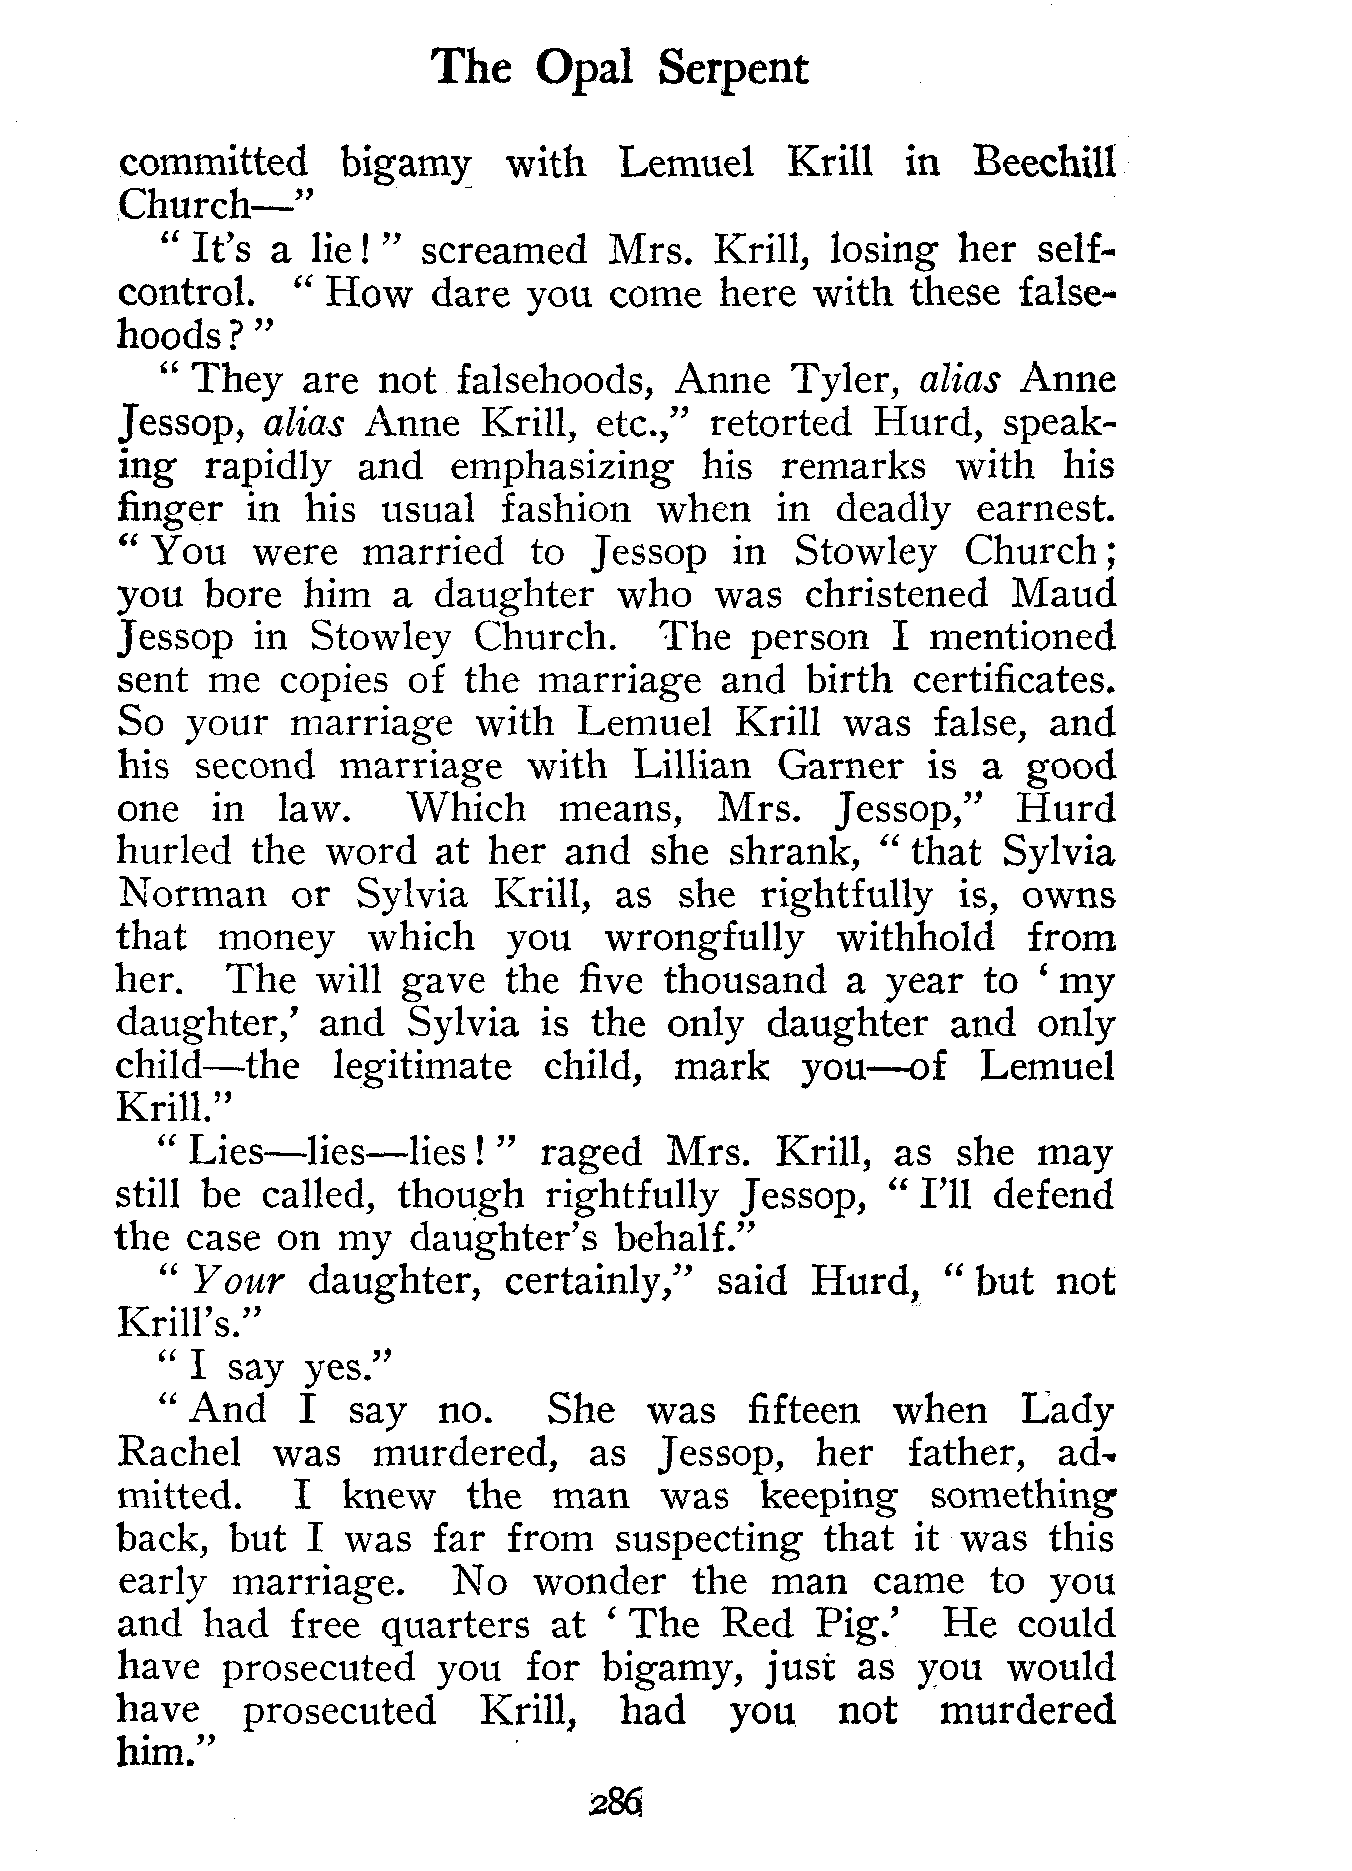 The Opal Serpent
committed bigamy with Lemuel Krill in Beechill
Church—”
“ It’s a lie! ” screamed Mrs. Krill, losing her self-
control. “ How dare you come here with these false-
hoods? ”
“ They are not falsehoods, Anne Tyler, alias Anne
Jessop, alias Anne Krill, etc.,” retorted Hurd, speak-
ing rapidly and emphasizing his remarks with his
finger in his usual fashion when in deadly earnest.
“ You were married to Jessop in Stowley Church;
you bore him a daughter who was christened Maud
Jessop in Stowley Church. The person I mentioned
sent me copies of the marriage and birth certificates.
So your marriage with Lemuel Krill was false, and
his second marriage with Lillian Garner is a good
one in law. Which means, Mrs. Jessop,” Hurd
hurled the word at her and she shrank, “ that Sylvia
Norman or Sylvia Krill, as she rightfully is, owns
that money which you wrongfully withhold from
her. The will gave the five thousand a year to ‘ my
daughter,’ and Sylvia is the only daughter and only
child—the legitimate child, mark you—of Lemuel
Krill.”
“ Lies—lies—lies! ” raged Mrs. Krill, as she may
still be called, though rightfully Jessop, “ I’ll defend
the case on my daughter’s behalf.”
“ Your daughter, certainly,” said Hurd, “ but not
Krill’s.”
“ I say yes.”
“ And I say no. She was fifteen when Lady
Rachel was murdered, as Jessop, her father, ad-
mitted. I knew the man was keeping something
back, but I was far from suspecting that it was this
early marriage. No wonder the man came to you
and had free quarters at ‘ The Red Pig.’ He could
have prosecuted you for bigamy, just as you would
have prosecuted Krill, had you not murdered
him.”
286